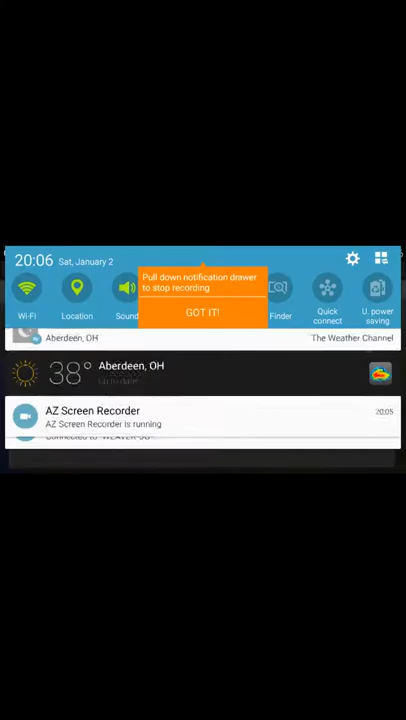 20:06 Sat, January 2
Pull down notification drawer
to stop recording
GOT IT!
Wi-Fi
Location
Sound
Finder
Quick
connect
U. power
saving
Aberdeen, OH
The Weather Channel
38°
Aberdeen, OH
AZ Screen Recorder
20:05
AZ Screen Recorder is running
Connected to